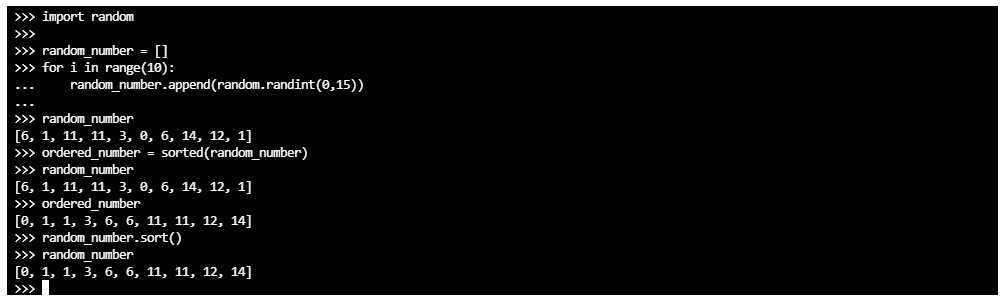 >>> import random
>>>
>>> random_number = []
>>> for i in range(10):
...     random_number.append(random.randint(0,15))
...
>>> random_number
[6, 1, 11, 11, 3, 0, 6, 14, 12, 1]
>>> ordered_number = sorted(random_number)
>>> random_number
[6, 1, 11, 11, 3, 0, 6, 14, 12, 1]
>>> ordered_number
[0, 1, 1, 3, 6, 6, 11, 11, 12, 14]
>>> random_number.sort()
>>> random_number
[0, 1, 1, 3, 6, 6, 11, 11, 12, 14]
>>>